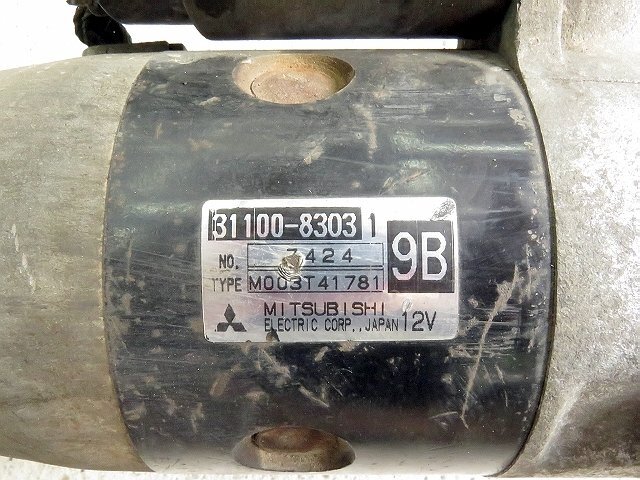 31100-8303 1
NO. 7424
9B
TYPE M003T41781
MITSUBISHI
ELECTRIC CORP., JAPAN 12V